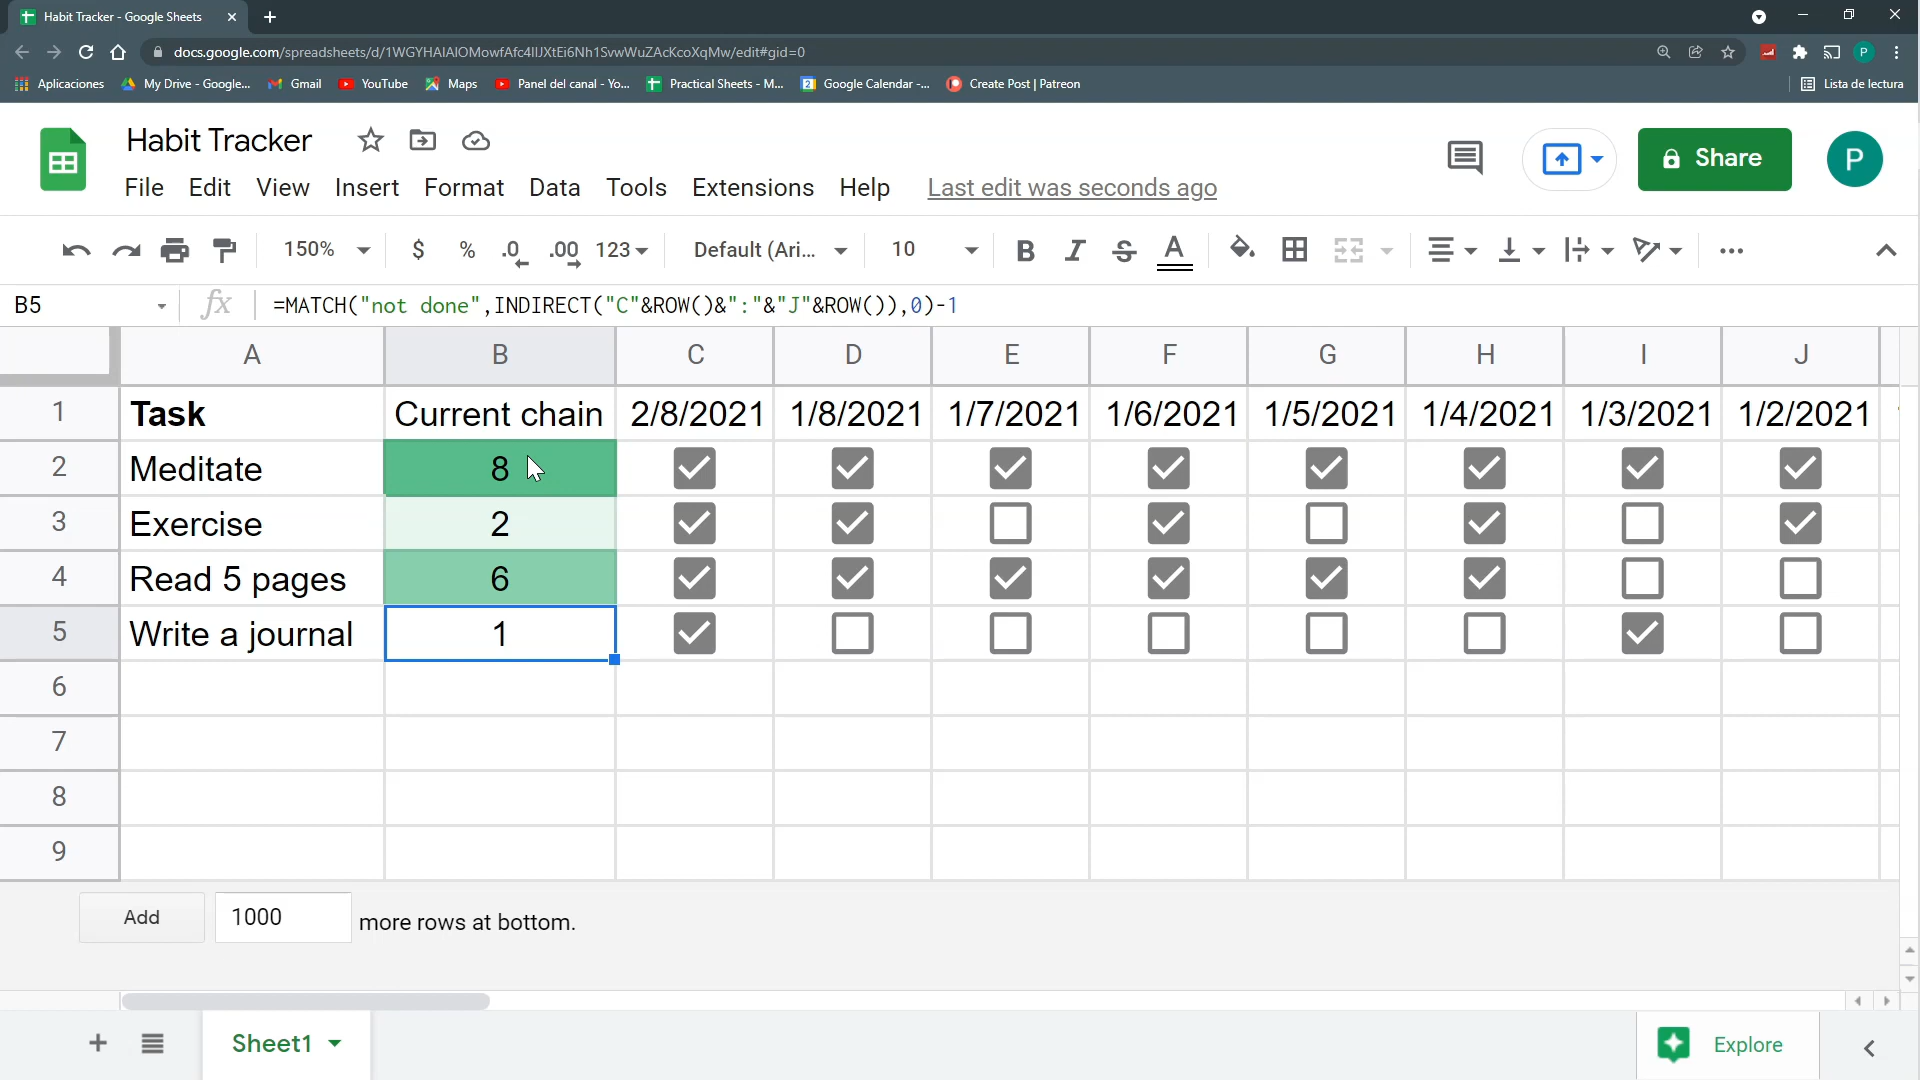 Habit Tracker - Google Sheets
docs.google.com/spreadsheets/d/1WGYHAIAIOMowfAfc4IIJXtEi6Nh1SvwWuZAcKcoXqMw/edit#gid=0
P
Aplicaciones My Drive - Google... Gmail YouTube Maps Panel del canal - Yo... Practical Sheets - M... Google Calendar -... Create Post | Patreon Lista de lectura
Habit Tracker
Share
P
File Edit View Insert Format Data Tools Extensions Help Last edit was seconds ago
150% $ % .0 .00 123 Default (Ari... 10 B I S A
B5 fx =MATCH("not done",INDIRECT("C"&ROW()&":"&"J"&ROW()),0)-1
A B C D E F G H I J
1 Task Current chain 2/8/2021 1/8/2021 1/7/2021 1/6/2021 1/5/2021 1/4/2021 1/3/2021 1/2/2021
2 Meditate 8
3 Exercise 2
4 Read 5 pages 6
5 Write a journal 1
6
7
8
9
Add 1000 more rows at bottom.
Sheet1
Explore